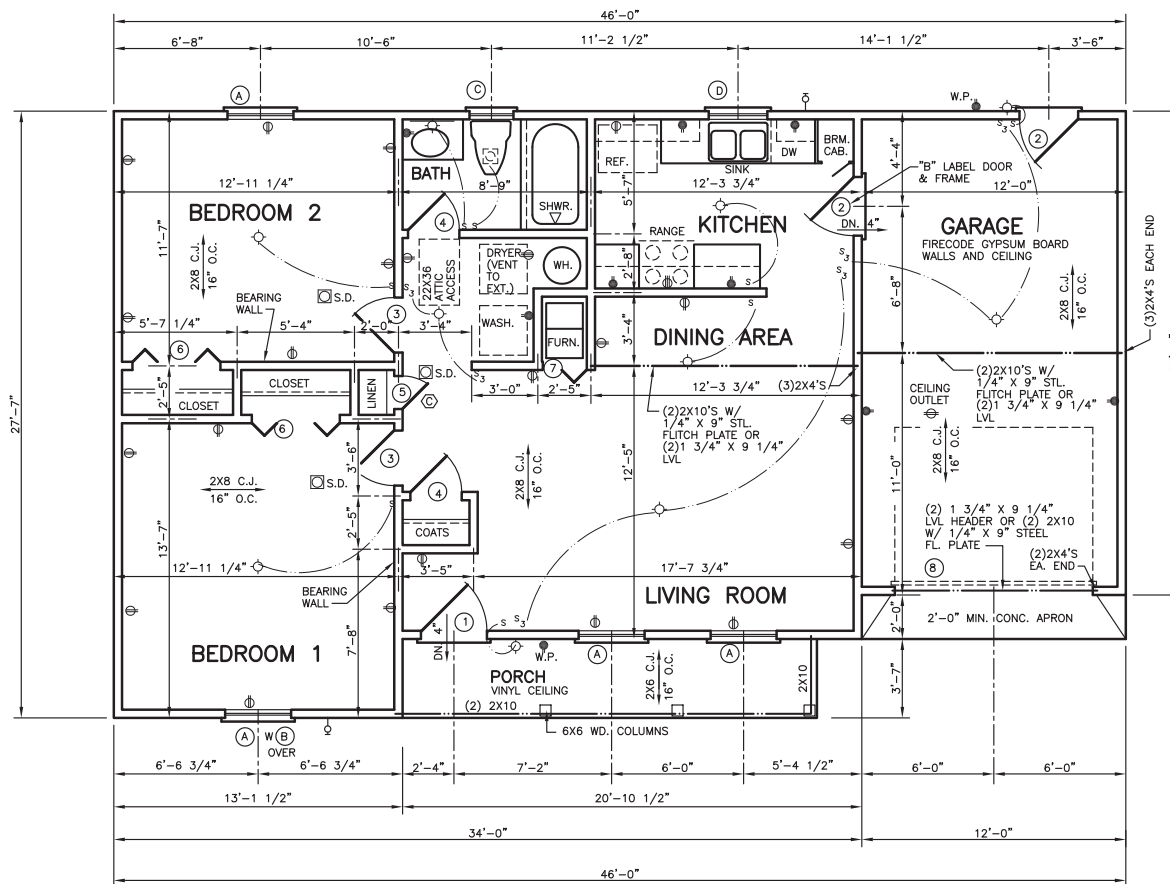 46'-0"
6'-8"
10'-6"
11'-2 1/2"
14'-1 1/2"
3'-6"
A
C
D
W.P.
S3
S
2
BRM.
CAB.
REF.
SINK
DW
4'-4"
"B" LABEL DOOR
& FRAME
BATH
12'-11 1/4"
8'-9"
12'-3 3/4"
12'-0"
5'-7"
BEDROOM 2
SHWR.
KITCHEN
2
GARAGE
DN. 4"
FIRECODE GYPSUM BOARD
WALLS AND CEILING
11'-7"
4
S
S
RANGE
S3
S
2X8 C.J.
16" O.C.
22X36
ATTIC
ACCESS
DRYER
(VENT
TO
EXT.)
WH.
2'-8"
6'-8"
2X8 C.J.
16" O.C.
(3)2X4'S EACH END
S
S3
S.D.
BEARING
WALL
3
WASH.
S
5'-7 1/4"
5'-4"
2'-0"
3'-4"
FURN.
3'-4"
DINING AREA
6
7
S.D.
S3
CLOSET
LINEN
5
C
3'-0"
2'-5"
12'-3 3/4"
(3)2X4'S
2'-5"
CLOSET
6
(2)2X10'S W/
1/4" X 9" STL.
FLITCH PLATE OR
(2)1 3/4" X 9 1/4"
LVL
CEILING
OUTLET
(2)2X10'S W/
1/4" X 9" STL.
FLITCH PLATE OR
(2)1 3/4" X 9 1/4"
LVL
27'-7"
3'-6"
3
12'-5"
2X8 C.J.
16" O.C.
2X8 C.J.
16" O.C.
S.D.
4
2X8 C.J.
16" O.C.
11'-0"
S
2'-5"
COATS
(2) 1 3/4" X 9 1/4"
LVL HEADER OR (2) 2X10
W/ 1/4" X 9" STEEL
FL. PLATE
13'-7"
(2)2X4'S
EA. END
12'-11 1/4"
3'-5"
17'-7 3/4"
8
BEARING
WALL
LIVING ROOM
1
S
S3
2'-0"
2'-0" MIN. CONC. APRON
BEDROOM 1
7'-8"
DN. 4"
W.P.
A
A
PORCH
VINYL CEILING
2X6 C.J.
16" O.C.
2X10
3'-7"
(2) 2X10
6X6 WD. COLUMNS
A W B
OVER
6'-6 3/4"
6'-6 3/4"
2'-4"
7'-2"
6'-0"
5'-4 1/2"
6'-0"
6'-0"
13'-1 1/2"
20'-10 1/2"
34'-0"
12'-0"
46'-0"